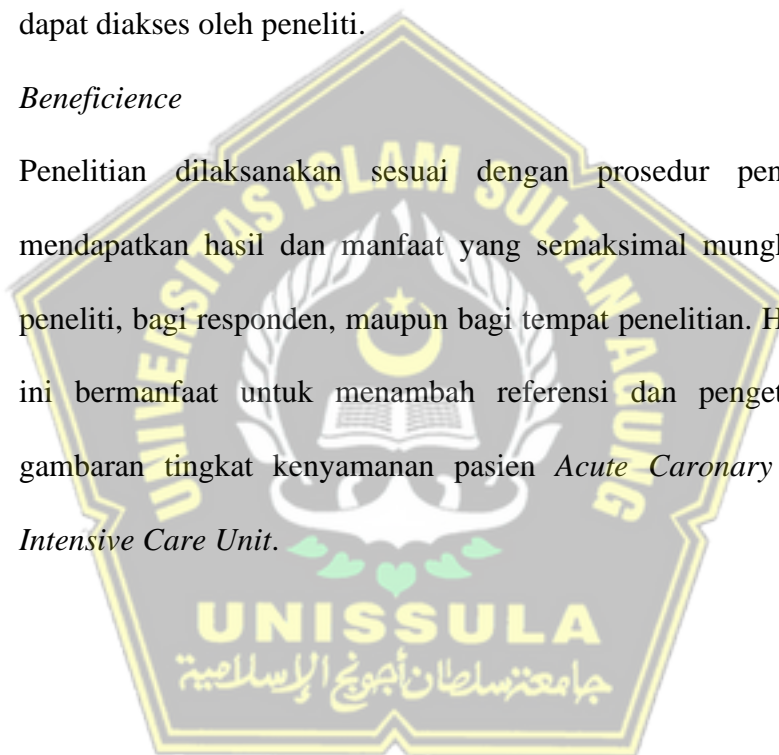 dapat diakses oleh peneliti.
Beneficience
Penelitian dilaksanakan sesuai dengan prosedur pen
mendapatkan hasil dan manfaat yang semaksimal mungk
peneliti, bagi responden, maupun bagi tempat penelitian. H
ini bermanfaat untuk menambah referensi dan penget
gambaran tingkat kenyamanan pasien Acute Caronary
Intensive Care Unit.
UNIVERSITAS ISLAM SULTAN AGUNG
UNISSULA
جامعة سلطان أجونج الإسلامية